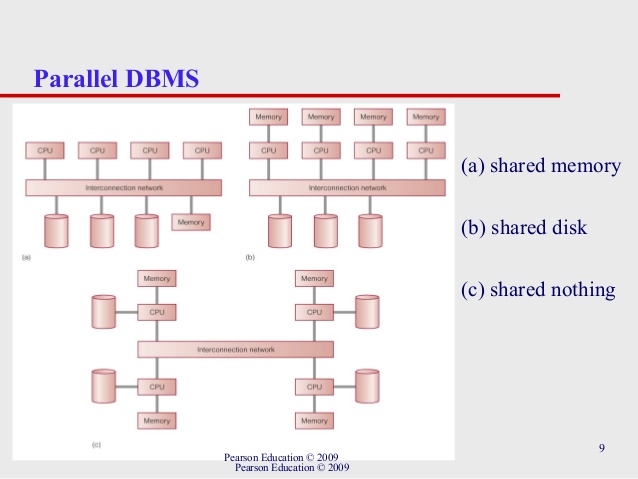 Parallel DBMS
CPU CPU CPU CPU
Interconnection network
Memory
(a)
Memory Memory Memory Memory
CPU CPU CPU CPU
Interconnection network
(b)
(a) shared memory
(b) shared disk
(c) shared nothing
Memory Memory
CPU CPU
Interconnection network
CPU CPU
Memory Memory
(c)
9
Pearson Education © 2009
Pearson Education © 2009